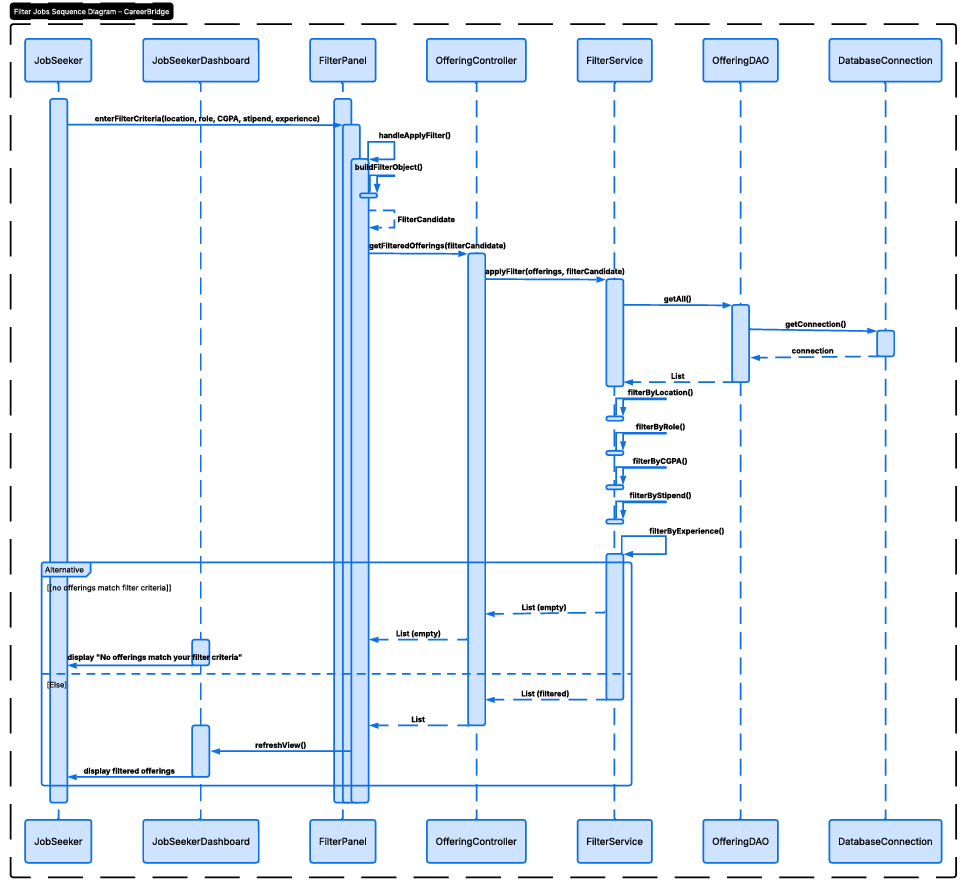 Filter Jobs Sequence Diagram – CareerBridge
JobSeeker
JobSeekerDashboard
FilterPanel
OfferingController
FilterService
OfferingDAO
DatabaseConnection
enterFilterCriteria(location, role, CGPA, stipend, experience)
handleApplyFilter()
buildFilterObject()
FilterCandidate
getFilteredOfferings(filterCandidate)
applyFilter(offerings, filterCandidate)
getAll()
getConnection()
connection
List
filterByLocation()
filterByRole()
filterByCGPA()
filterByStipend()
filterByExperience()
Alternative
[[no offerings match filter criteria]]
List (empty)
List (empty)
display "No offerings match your filter criteria"
[Else]
List (filtered)
List
refreshView()
display filtered offerings
JobSeeker
JobSeekerDashboard
FilterPanel
OfferingController
FilterService
OfferingDAO
DatabaseConnection